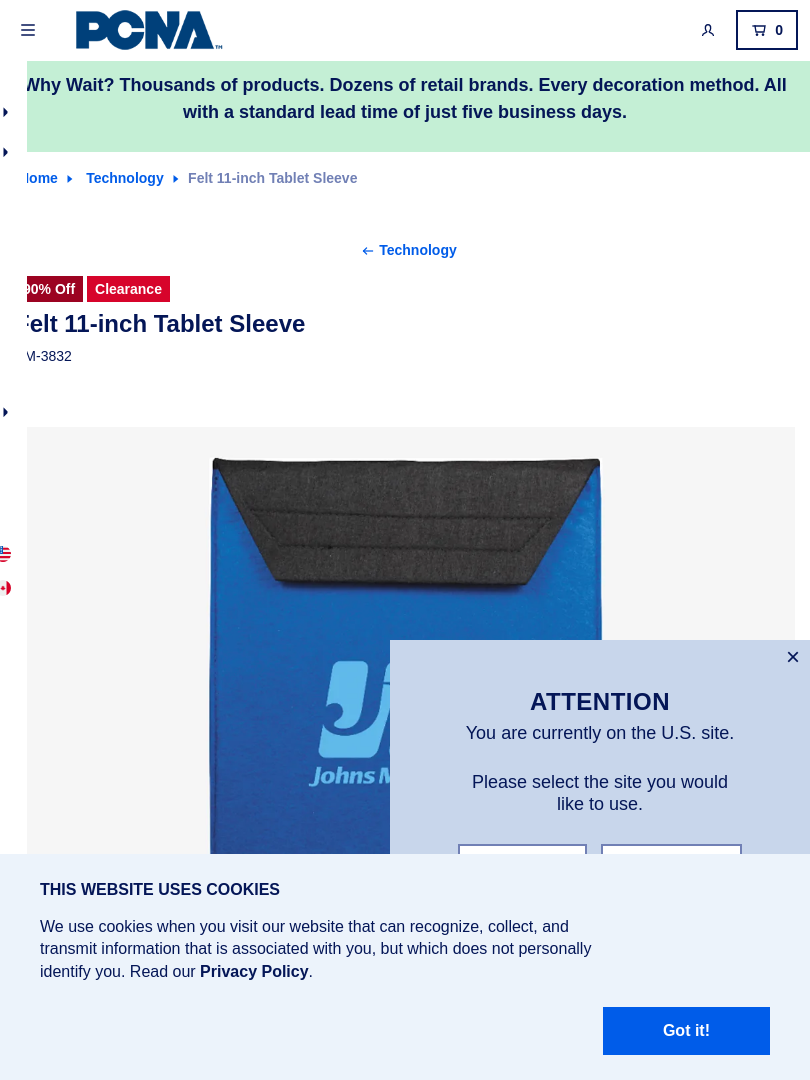 PCNA
0
Why Wait? Thousands of products. Dozens of retail brands. Every decoration method. All
with a standard lead time of just five business days.
Technology
Felt 11-inch Tablet Sleeve
Technology
90% Off
Clearance
Felt 11-inch Tablet Sleeve
M-3832
Johns
ATTENTION
You are currently on the U.S. site.
Please select the site you would
like to use.
THIS WEBSITE USES COOKIES
We use cookies when you visit our website that can recognize, collect, and
transmit information that is associated with you, but which does not personally
identify you. Read our Privacy Policy.
Got it!